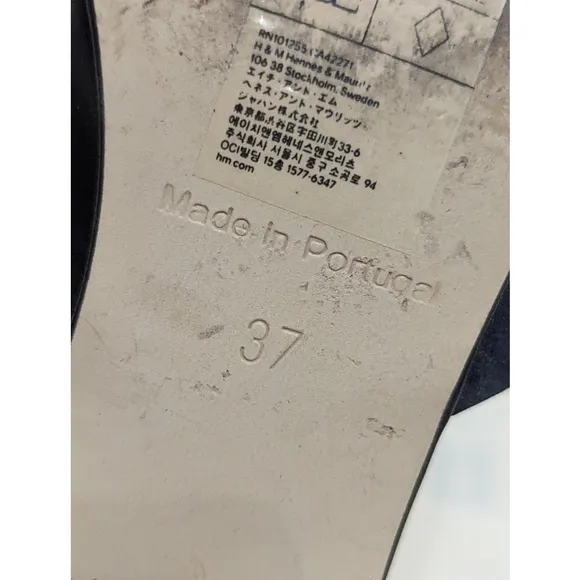 RN101255 CA42271
H & M Hennes & Mauritz
106 38 Stockholm, Sweden
エイチ・アンド・エム
ヘネス・アンド・マウリッツ
ジャパン株式会社
東京都渋谷区宇田川町33-6
에이치앤엠헤네스앤모리츠
주식회사 서울시 중구 소공로 94
OCI빌딩 15층 1577-6347
hm.com
Made in Portugal
37